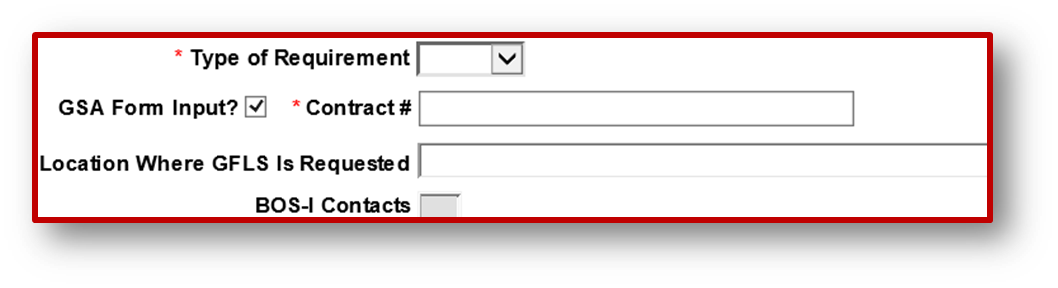 * Type of Requirement
GSA Form Input? * Contract #
Location Where GFLS Is Requested
BOS-I Contacts